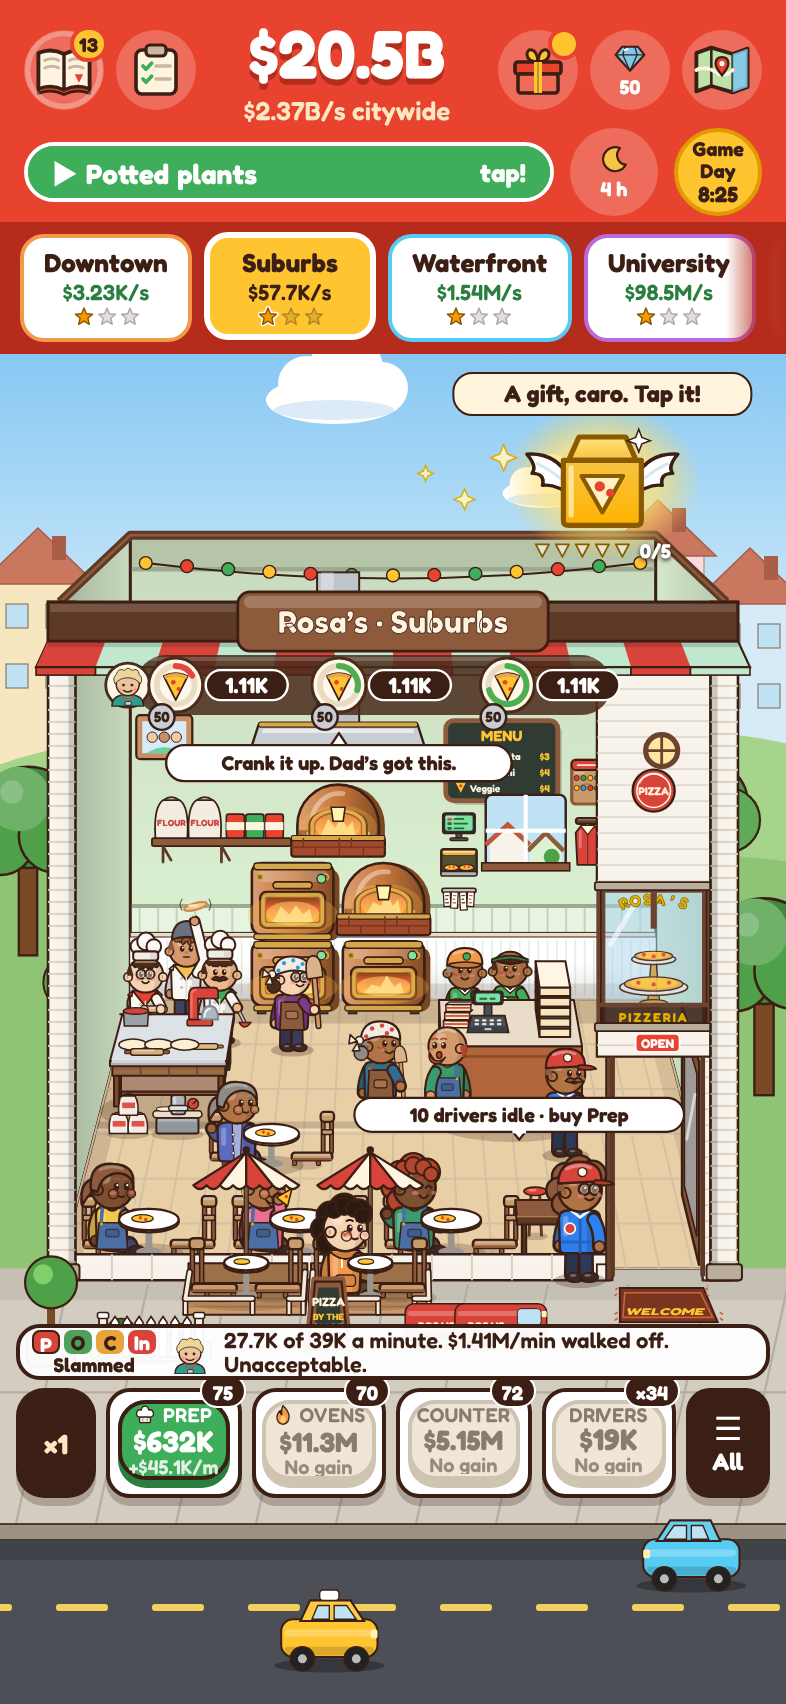 13
$20.5B
$2.37B/s citywide
50
Potted plants
tap!
4 h
Game
Day
8:25
Downtown
$3.23K/s
Suburbs
$57.7K/s
Waterfront
$1.54M/s
University
$98.5M/s
A gift, caro. Tap it!
0/5
Rosa's · Suburbs
1.11K
1.11K
1.11K
50
50
50
MENU
$3
$4
Veggie
$4
Crank it up. Dad's got this.
PIZZA
FLOUR
FLOUR
ROSA'S
PIZZERIA
OPEN
10 drivers idle · buy Prep
PIZZA
BY THE
WELCOME
P
O
C
In
Slammed
27.7K of 39K a minute. $1.41M/min walked off.
Unacceptable.
x1
75
PREP
$632K
+$45.1K/m
70
OVENS
$11.3M
No gain
72
COUNTER
$5.15M
No gain
x34
DRIVERS
$19K
No gain
All